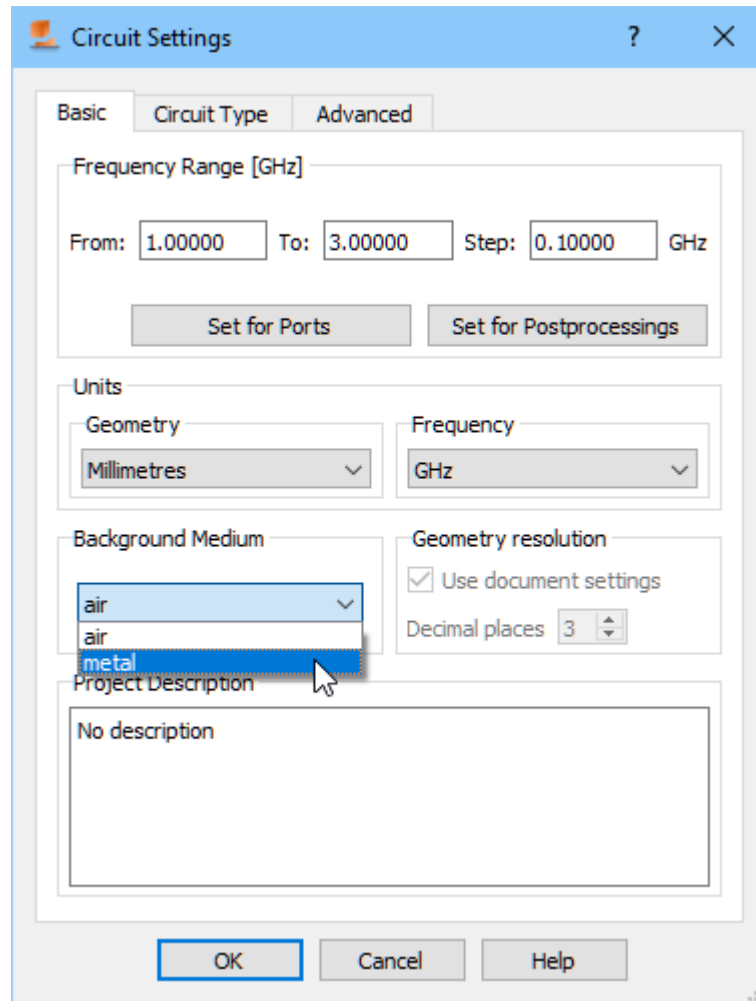 Circuit Settings ?
Basic Circuit Type Advanced
Frequency Range [GHz]
From: 1.00000 To: 3.00000 Step: 0.10000 GHz
Set for Ports Set for Postprocessings
Units
Geometry Frequency
Millimetres GHz
Background Medium Geometry resolution
Use document settings
air
Decimal places 3
air
metal
Project Description
No description
OK Cancel Help